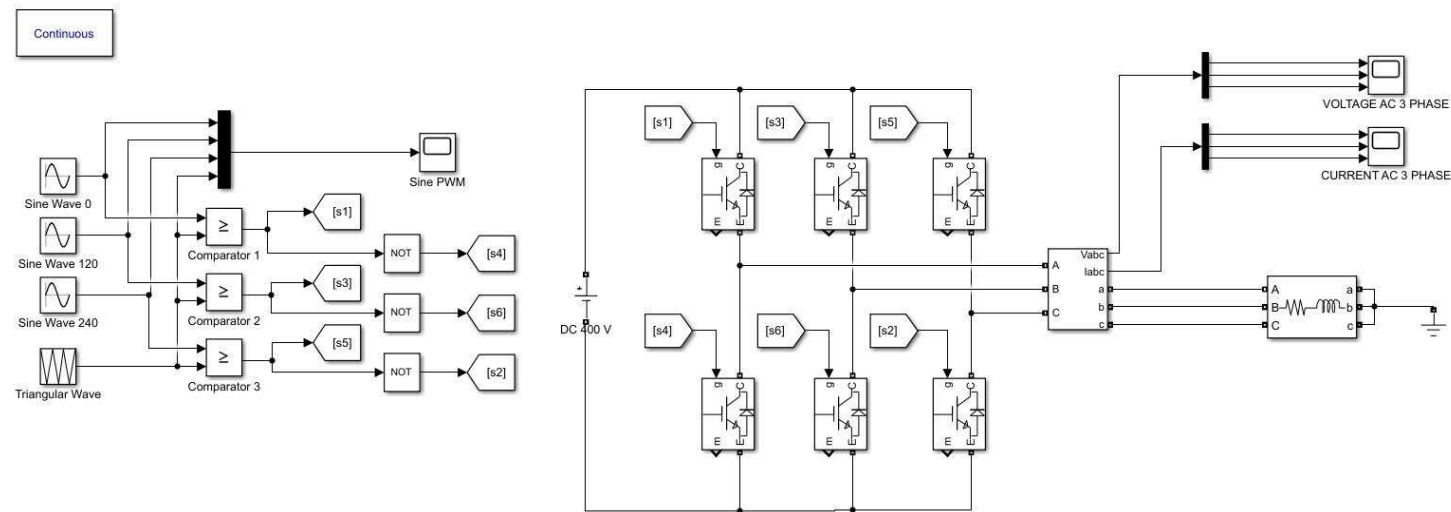 Continuous
Sine Wave 0
Sine Wave 120
Sine Wave 240
Triangular Wave
Sine PWM
≥
Comparator 1
[s1]
NOT
[s4]
≥
Comparator 2
[s3]
NOT
[s6]
≥
Comparator 3
[s5]
NOT
[s2]
+
DC 400 V
[s1]
g C
m E
[s3]
g C
m E
[s5]
g C
m E
[s4]
g C
m E
[s6]
g C
m E
[s2]
g C
m E
A
B
C
Vabc
Iabc
a
b
c
A a
B b
C c
VOLTAGE AC 3 PHASE
CURRENT AC 3 PHASE